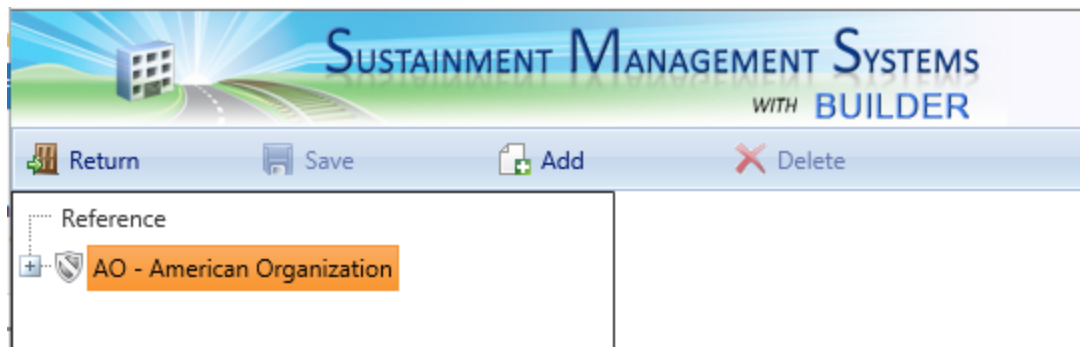 SUSTAINMENT MANAGEMENT SYSTEMS
WITH BUILDER
Return Save Add Delete
Reference
AO - American Organization